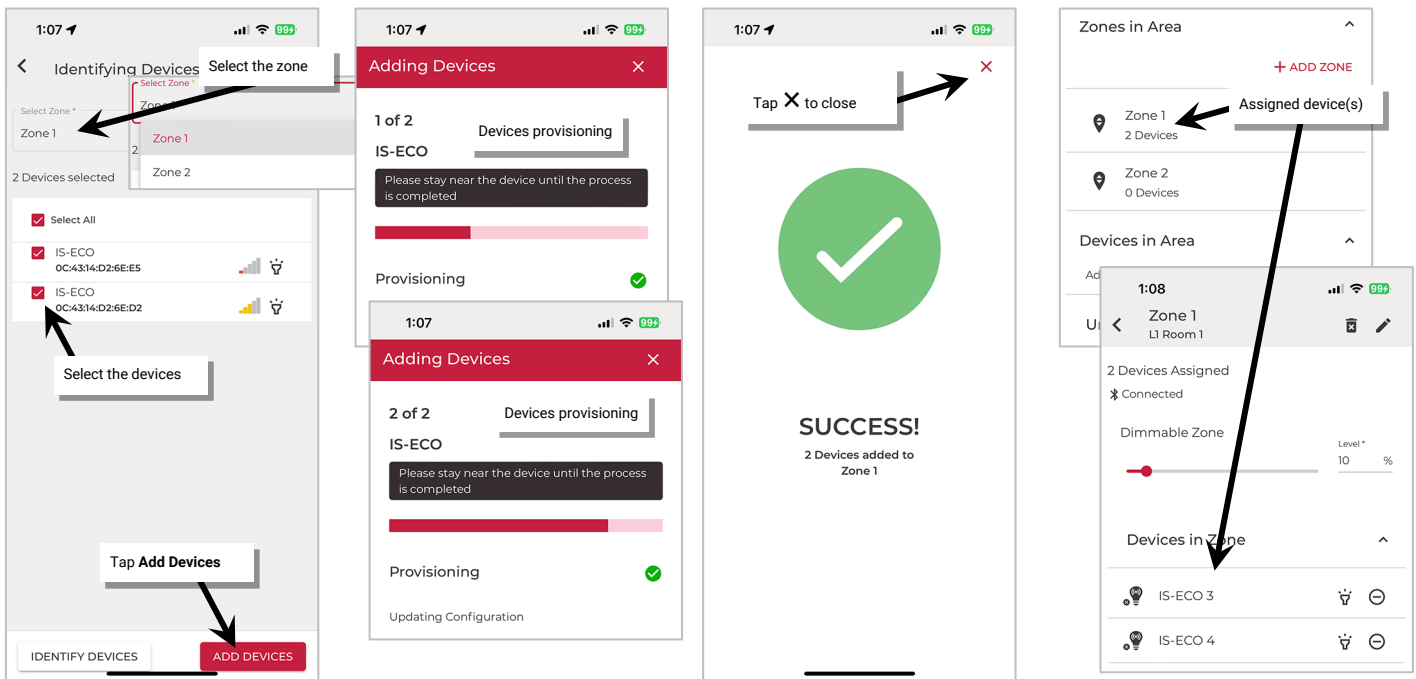 1:07
99
Identifying Devices
Select the zone
Select Zone *
Zone 1
Select Zone *
Zone 1
Zone 2
2 Devices selected
Select All
IS-ECO
0C:43:14:D2:6E:E5
IS-ECO
0C:43:14:D2:6E:D2
Select the devices
Tap Add Devices
IDENTIFY DEVICES
ADD DEVICES
1:07
99
Adding Devices
1 of 2
Devices provisioning
IS-ECO
Please stay near the device until the process
is completed
Provisioning
1:07
99
Adding Devices
2 of 2
Devices provisioning
IS-ECO
Please stay near the device until the process
is completed
Provisioning
Updating Configuration
1:07
99
Tap X to close
SUCCESS!
2 Devices added to
Zone 1
Zones in Area
+ ADD ZONE
Zone 1
2 Devices
Assigned device(s)
Zone 2
0 Devices
Devices in Area
Ad
1:08
99
Zone 1
L1 Room 1
2 Devices Assigned
Connected
Dimmable Zone
Level *
10 %
Devices in Zone
IS-ECO 3
IS-ECO 4